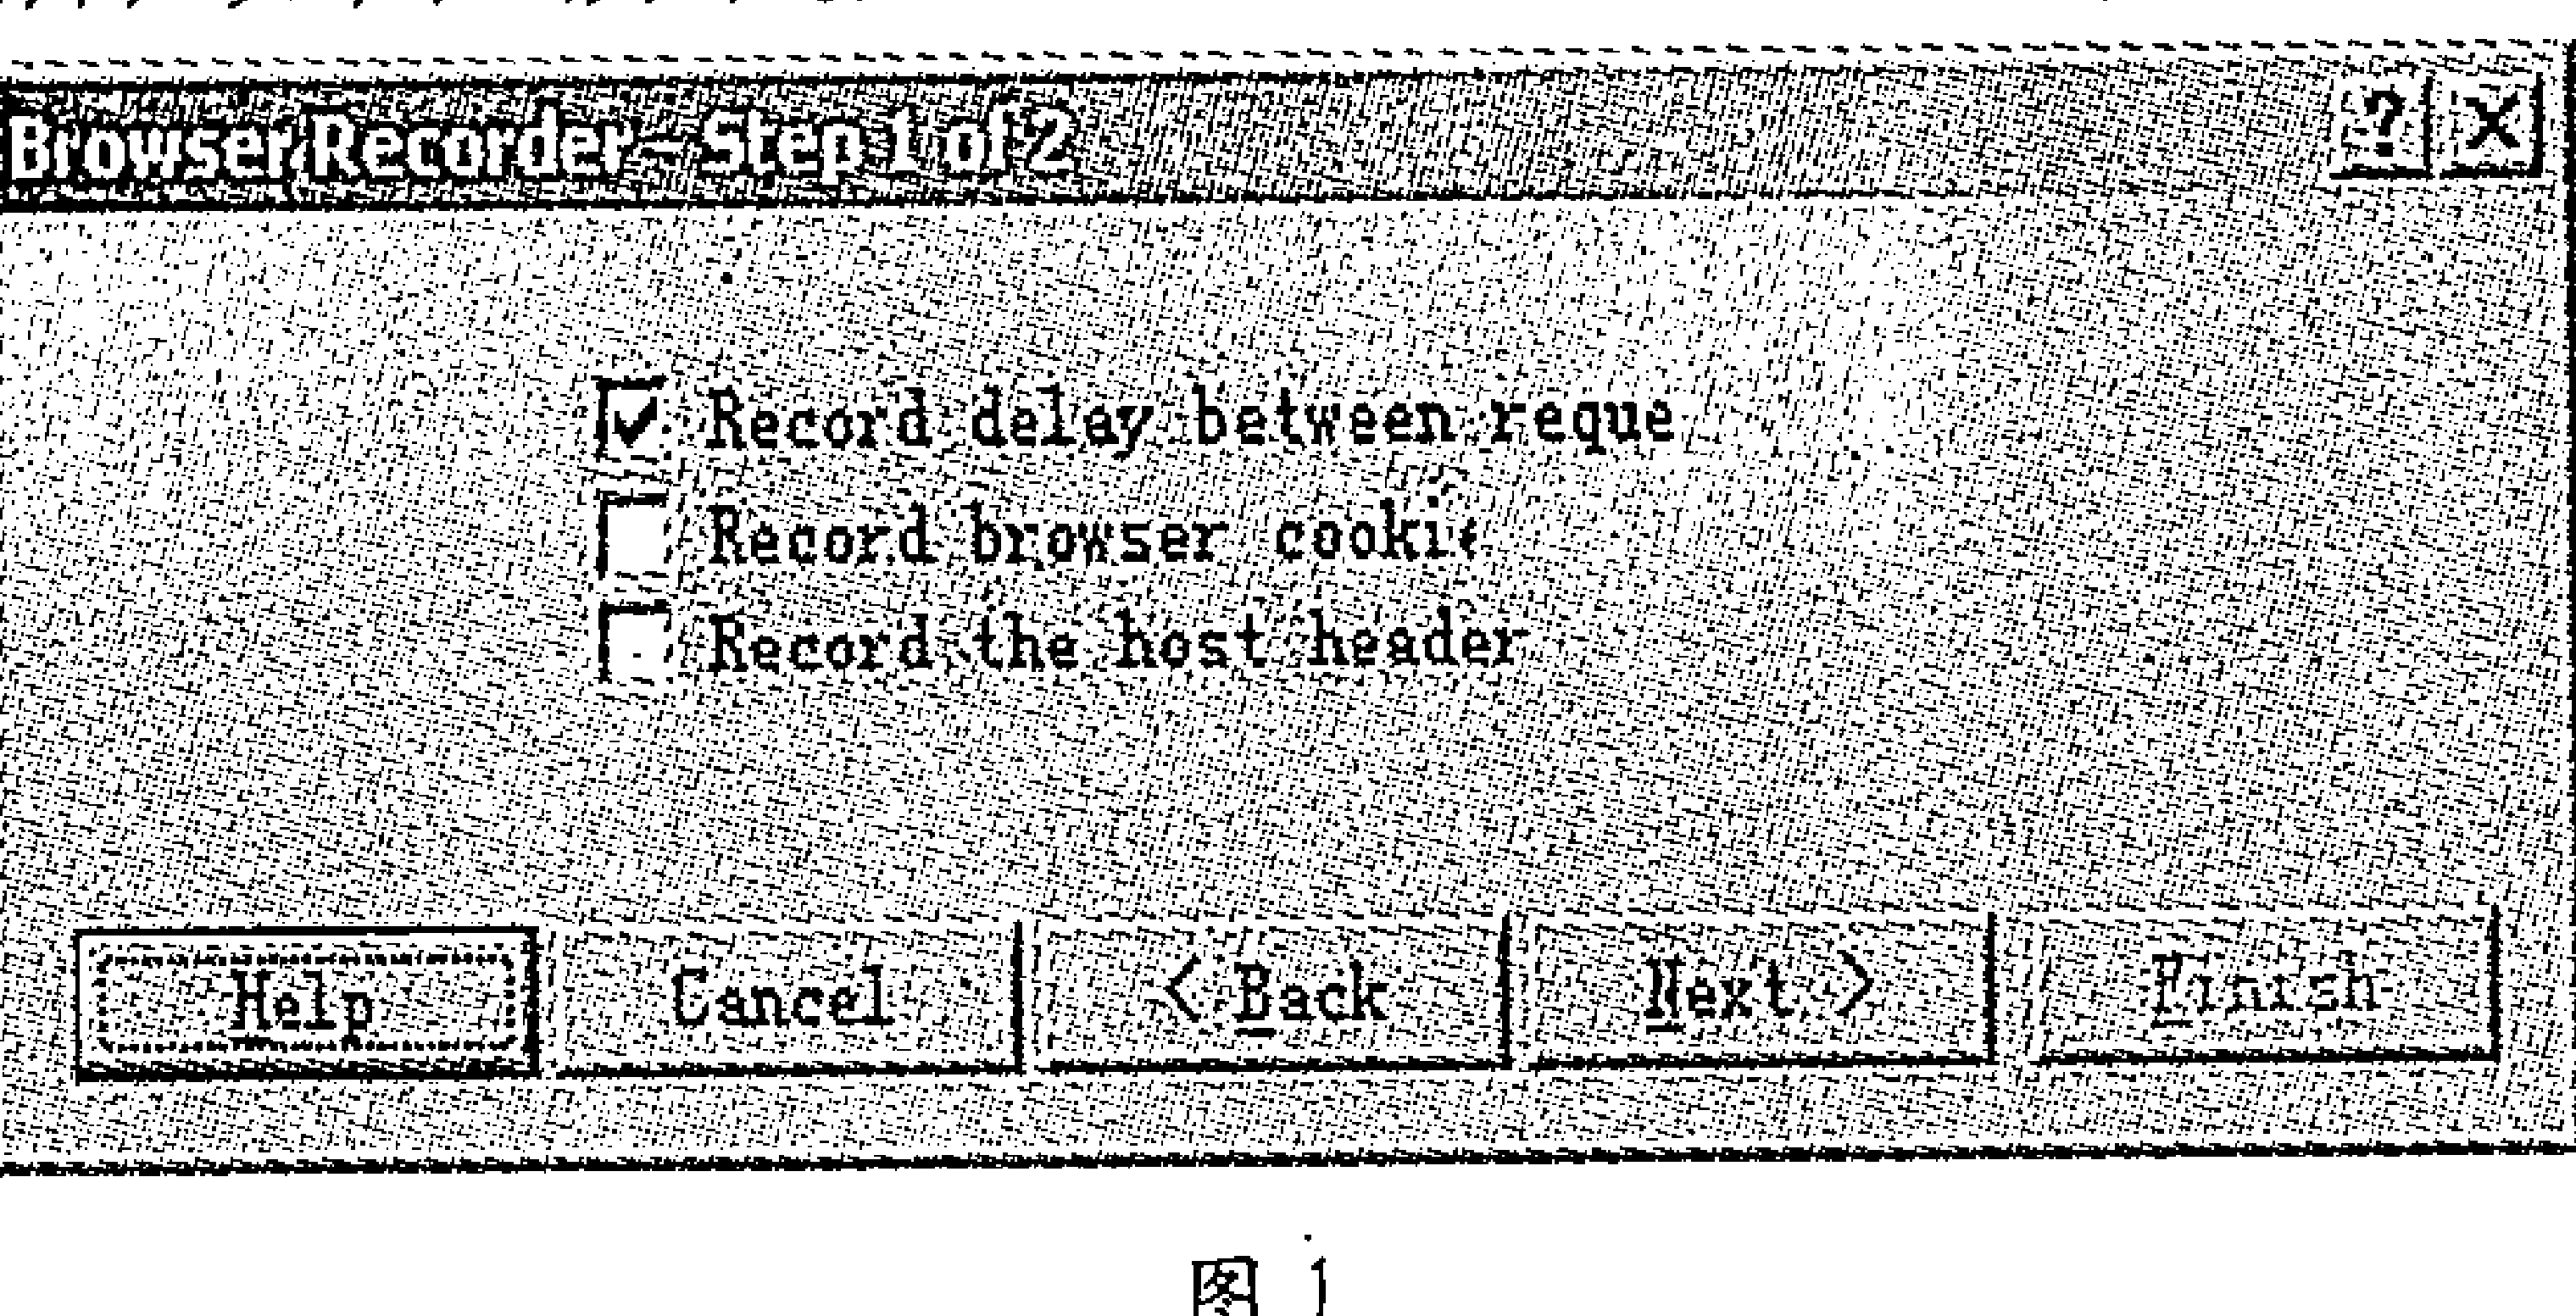 Browser Recorder - Step 1 of 2 ? X
Record delay between reque
Record browser cooki
Record the host header
Help Cancel < Back Next > Finish
图 1